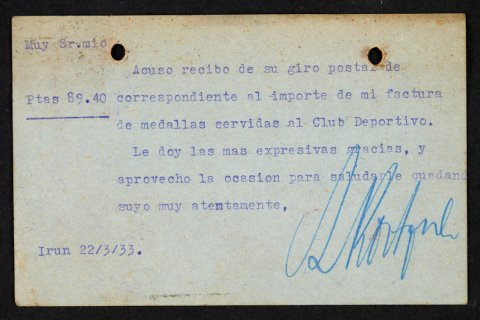 Muy Sr.mio
Acuso recibo de su giro postal de
Ptas 89.40 correspondiente al importe de mi factura
de medallas servidas al Club Deportivo.
Le doy las mas expresivas gracias, y
aprovecho la ocasion para saludarle quedand
suyo muy atentamente,
Irun 22/3/33.